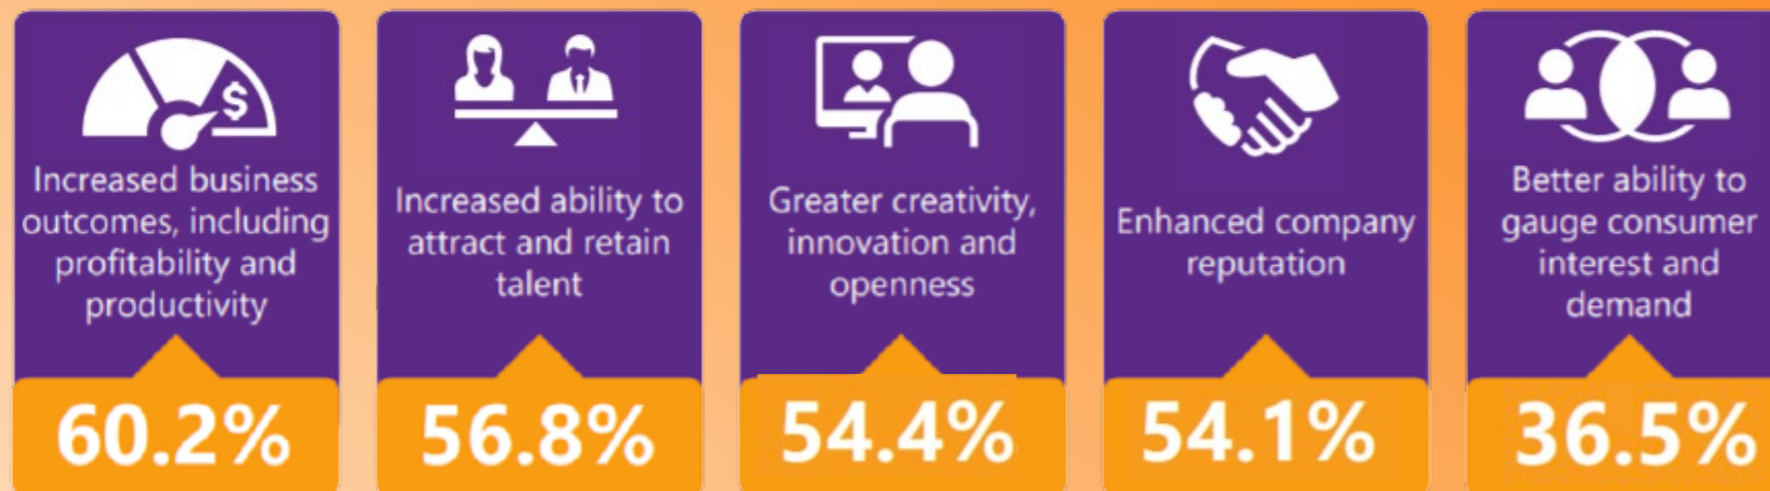 $
Increased business
outcomes, including
profitability and
productivity
60.2%
Increased ability to
attract and retain
talent
56.8%
Greater creativity,
innovation and
openness
54.4%
Enhanced company
reputation
54.1%
Better ability to
gauge consumer
interest and
demand
36.5%